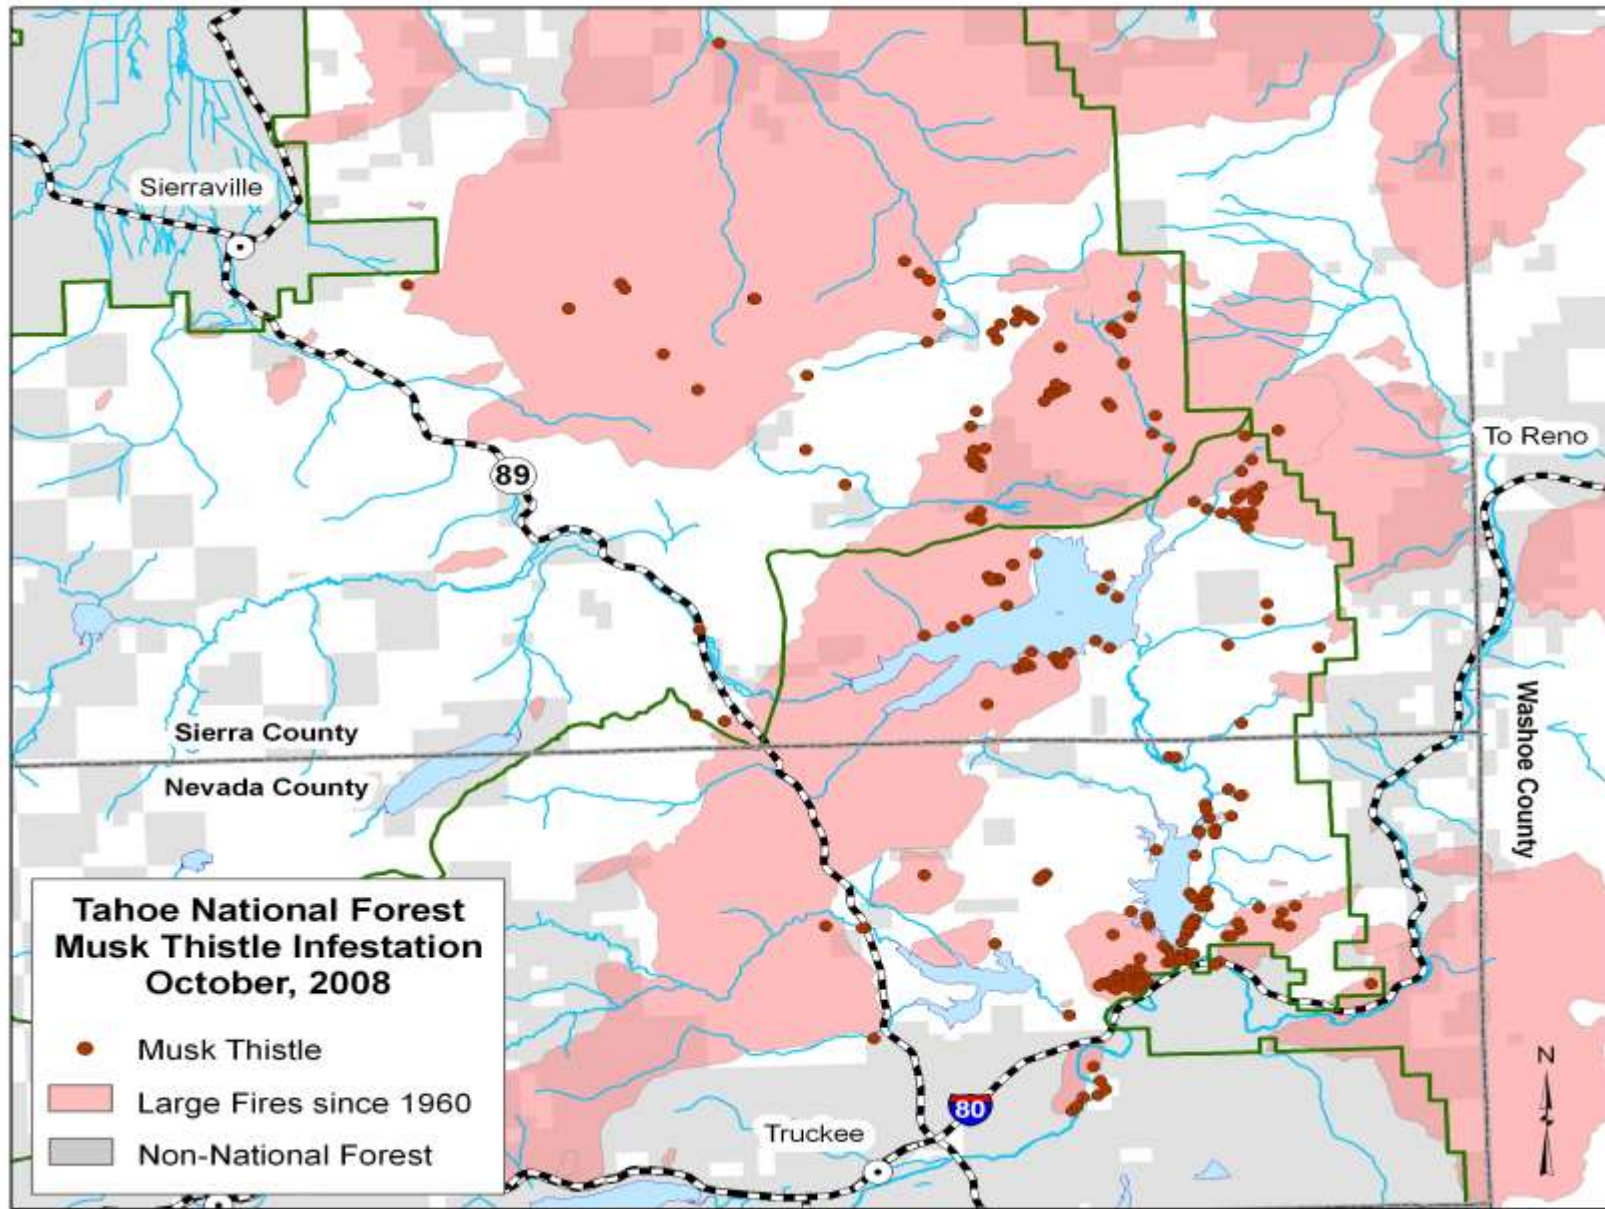 Sierraville
To Reno
89
Sierra County
Nevada County
Washoe County
Tahoe National Forest
Musk Thistle Infestation
October, 2008
Musk Thistle
Large Fires since 1960
Non-National Forest
N
80
Truckee